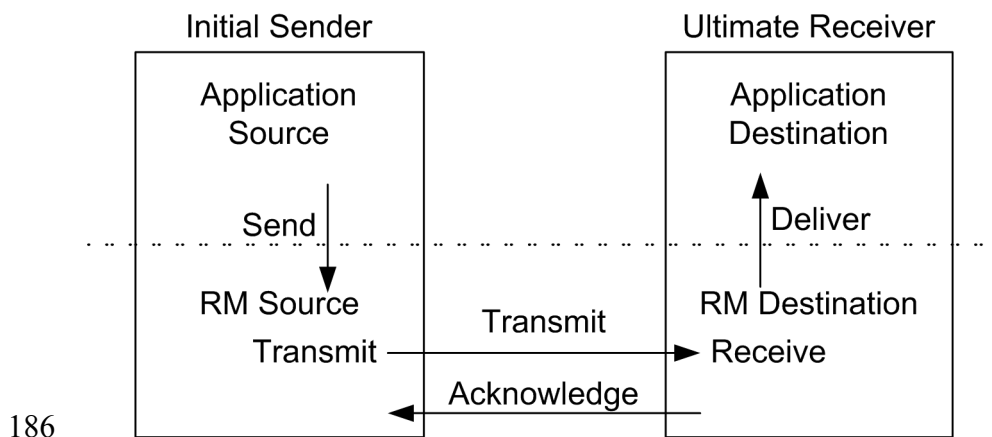 Initial Sender
Ultimate Receiver
Application
Source
Application
Destination
Send
Deliver
RM Source
RM Destination
Transmit
Transmit
Receive
Acknowledge
186